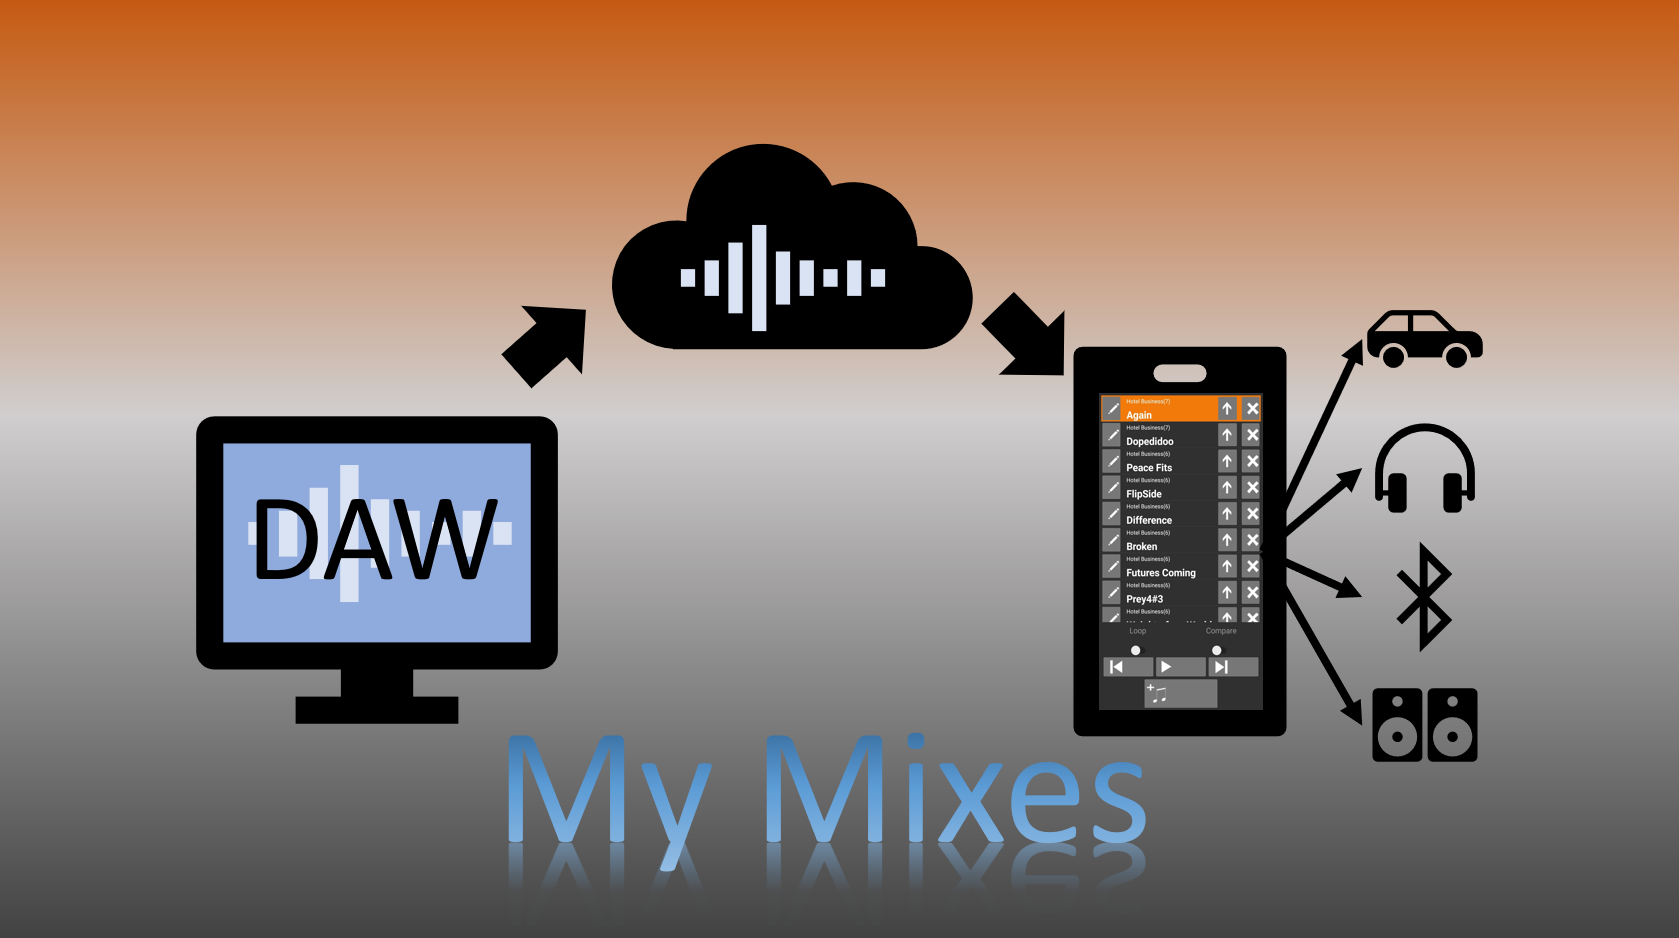 DAW
Hotel Business(7)
Again
Hotel Business(7)
Dopedidoo
Hotel Business(6)
Peace Fits
Hotel Business(6)
FlipSide
Hotel Business(6)
Difference
Hotel Business(6)
Broken
Hotel Business(6)
Futures Coming
Hotel Business(6)
Prey4#3
Hotel Business(6)
Loop Compare
My Mixes